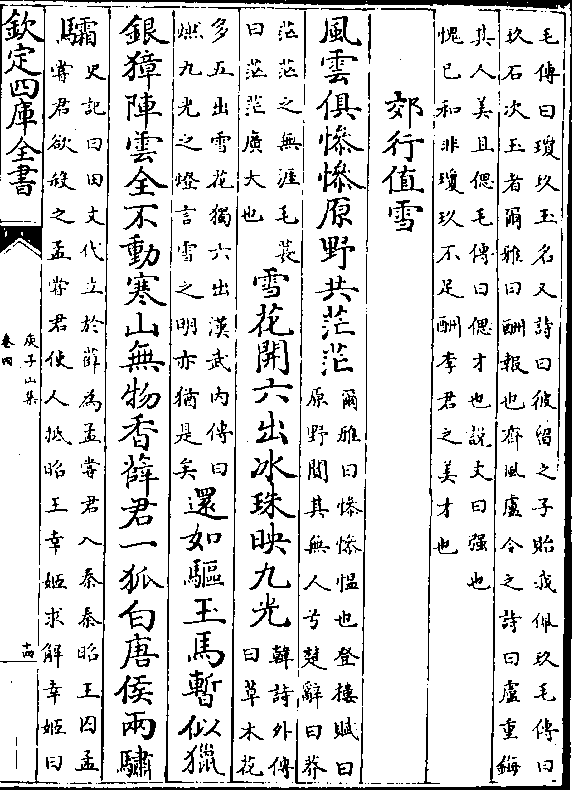 毛傳曰瓊玖玉名又詩曰彼留之子貽我佩玖毛傳曰
玖石次玉者爾雅曰酬報也齊風盧令之詩曰盧重鋂
其人美且偲毛傳曰偲才也說文曰强也
愧已和非瓊玖不足酬李君之美才也
郊行值雪
風雲俱慘慘原野共茫茫
爾雅曰慘慘愠也登樓賦曰
原野闃其無人兮楚辭曰莽
茫茫之無涯毛萇
曰茫茫廣大也
雪花開六出冰珠映九光
韓詩外傳
曰草木花
多五出雪花獨六出漢武内傳曰
燃九光之燈言雪之明亦猶是矣
還如驅玉馬暫似獵
銀獐陣雲全不動寒山無物香薛君一狐白唐侯兩驌
驦
史記曰田文代立於薛為孟嘗君入秦秦昭王囚孟
嘗君欲殺之孟嘗君使人抵昭王幸姬求解幸姬曰
欽定四庫全書
庾子山集
卷四
十四